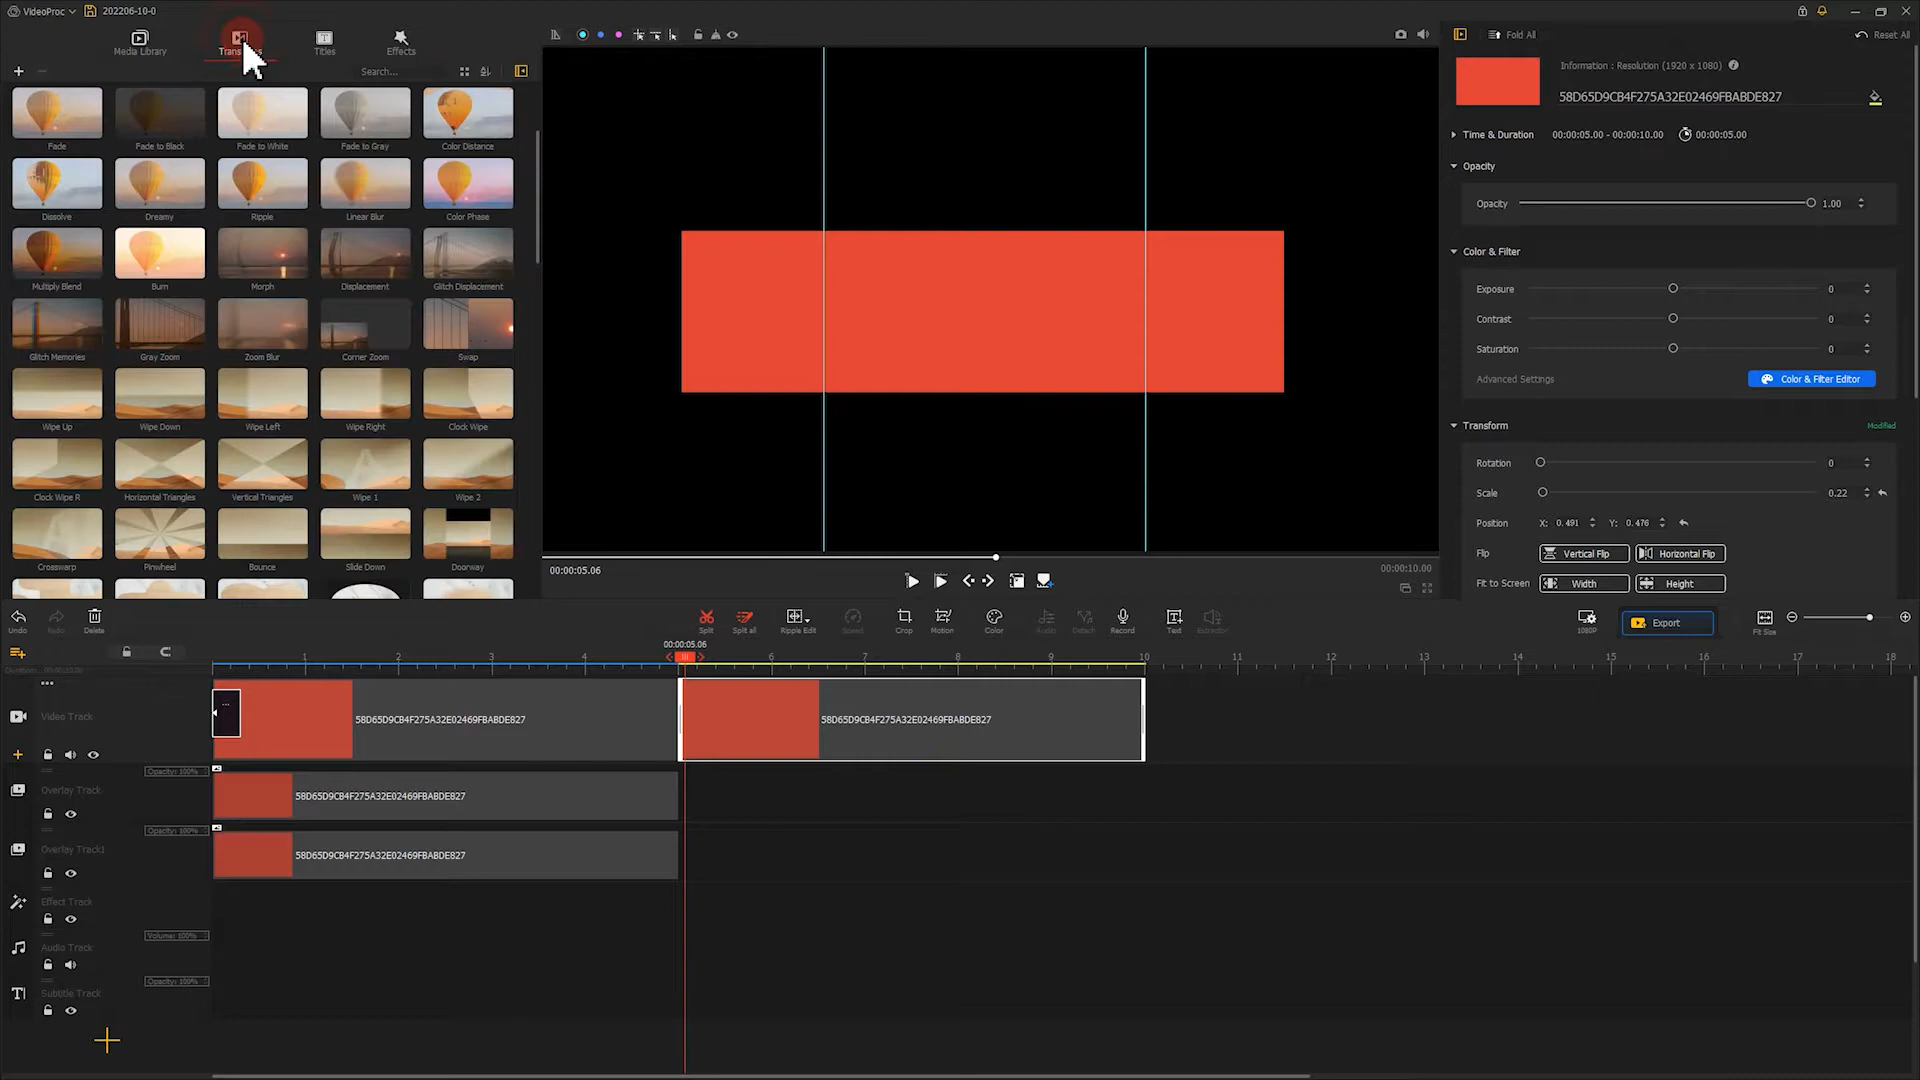 VideoProc
202206-10-0
Media Library
Titles
Effects
Search...
Fold All
Reset All
Information : Resolution (1920 x 1080)
58D65D9CB4F275A32E02469FBABDE827
Time & Duration 00:00:05.00 - 00:00:10.00 00:00:05.00
Opacity
Opacity 1.00
Color & Filter
Exposure 0
Contrast 0
Saturation 0
Advanced Settings Color & Filter Editor
Transform Modified
Rotation 0
Scale 0.22
Position X: 0.491 Y: 0.476
Flip Vertical Flip Horizontal Flip
Fit to Screen Width Height
Fade Fade to Black Fade to White Fade to Gray Color Distance
Dissolve Dreamy Ripple Linear Blur Color Phase
Multiply Blend Burn Morph Displacement Glitch Displacement
Glitch Memories Gray Zoom Zoom Blur Corner Zoom Swap
Wipe Up Wipe Down Wipe Left Wipe Right Clock Wipe
Clock Wipe R Horizontal Triangles Vertical Triangles Wipe 1 Wipe 2
Crosswarp Pinwheel Bounce Slide Down Doorway
00:00:05.06
00:00:10.00
Undo Redo Delete
Split Split all Ripple Edit Speed Crop Motion Color Audio Detach Record Text Extractor
1080P Export Fit Size
00:00:05.06
1 2 3 4 6 7 8 9 10 11 12 13 14 15 16 17 18
Video Track
58D65D9CB4F275A32E02469FBABDE827
58D65D9CB4F275A32E02469FBABDE827
Opacity: 100%
Overlay Track
58D65D9CB4F275A32E02469FBABDE827
Opacity: 100%
Overlay Track1
58D65D9CB4F275A32E02469FBABDE827
Effect Track
Volume: 100%
Audio Track
Opacity: 100%
Subtitle Track